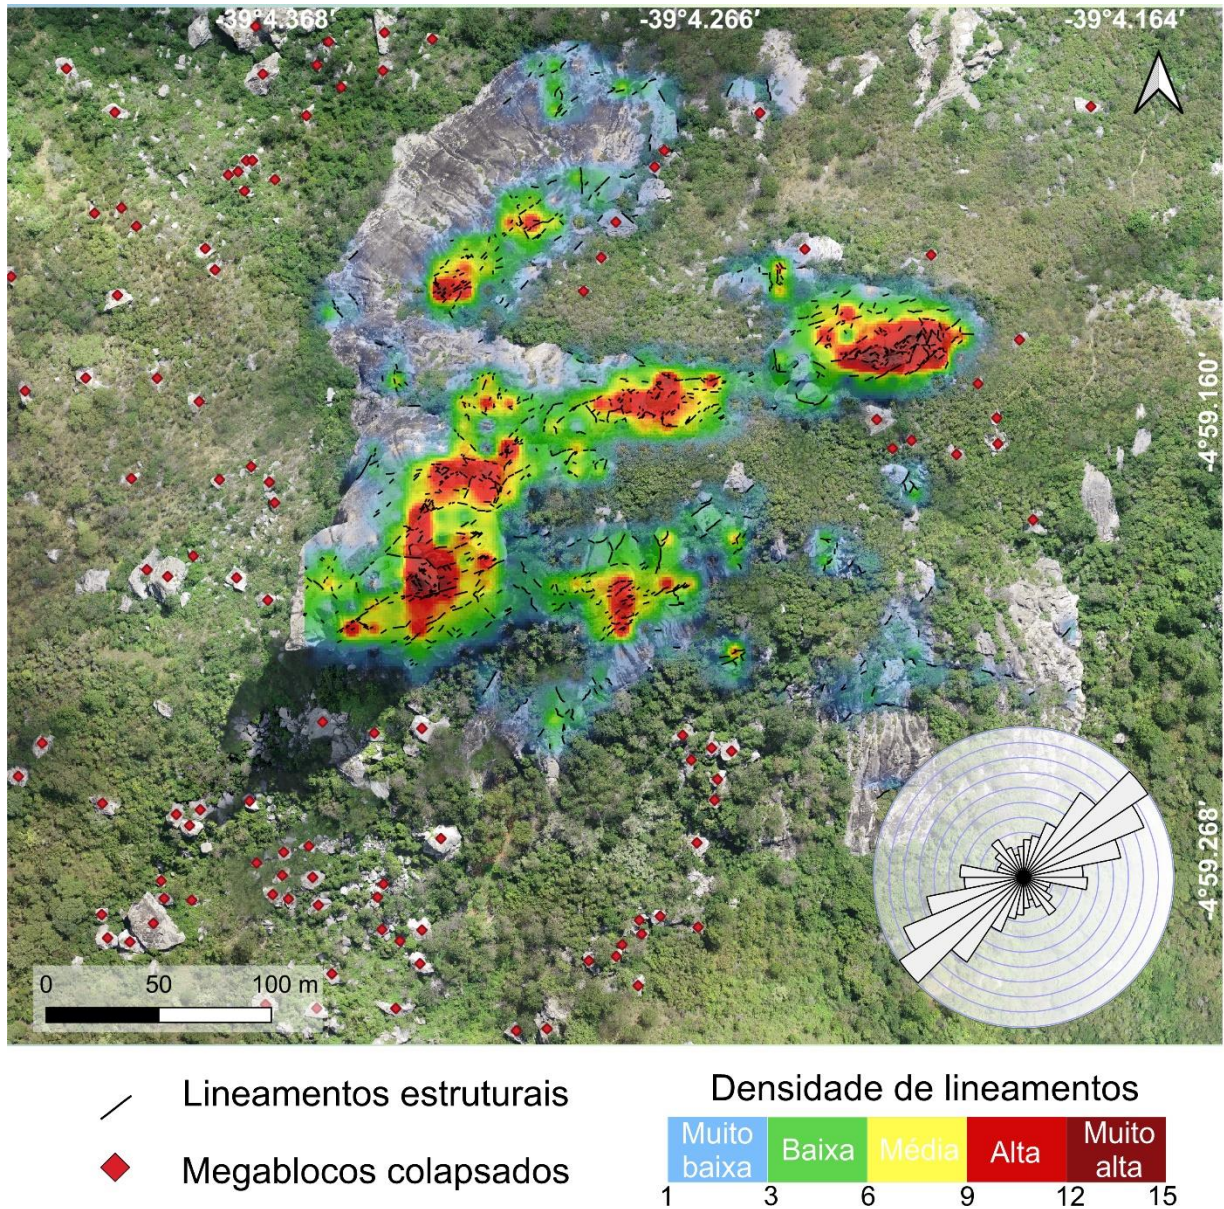 -39°4.368′ -39°4.266′ -39°4.164′
-4°59.160′
-4°59.268′
0 50 100 m
Lineamentos estruturais
Megablocos colapsados
Densidade de lineamentos
Muito baixa Baixa Média Alta Muito alta
1 3 6 9 12 15